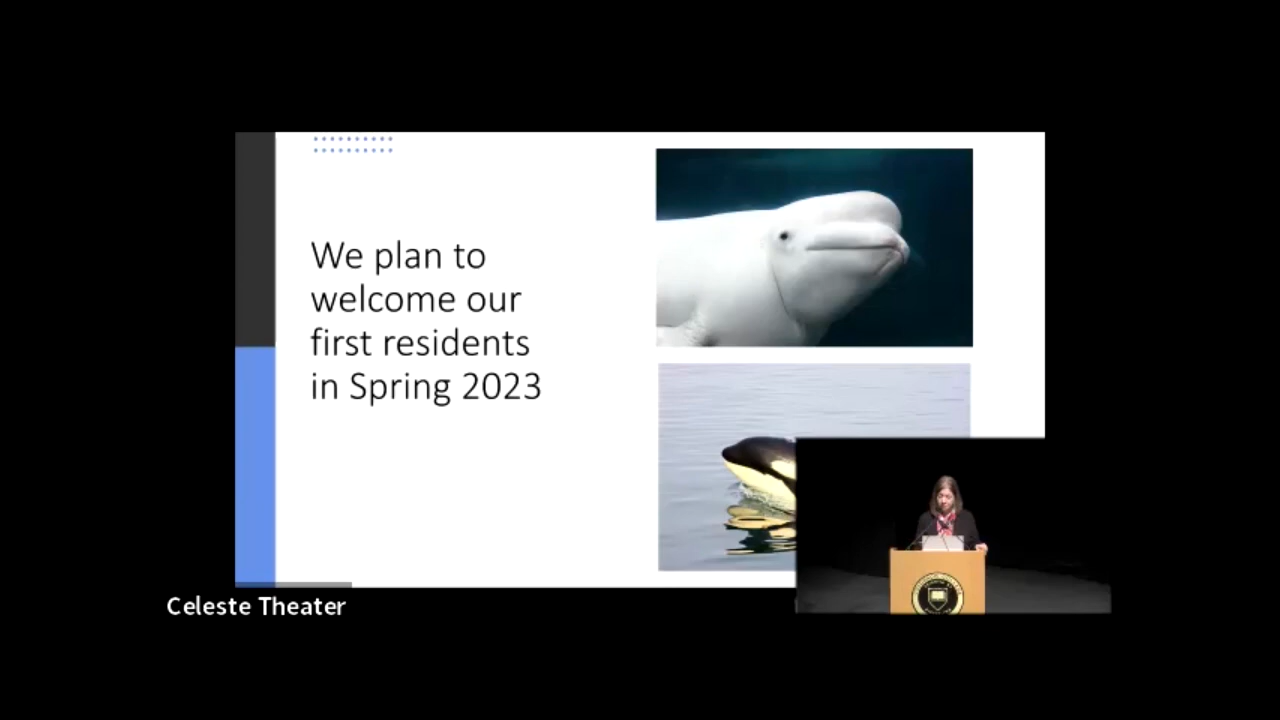 We plan to
welcome our
first residents
in Spring 2023
Celeste Theater